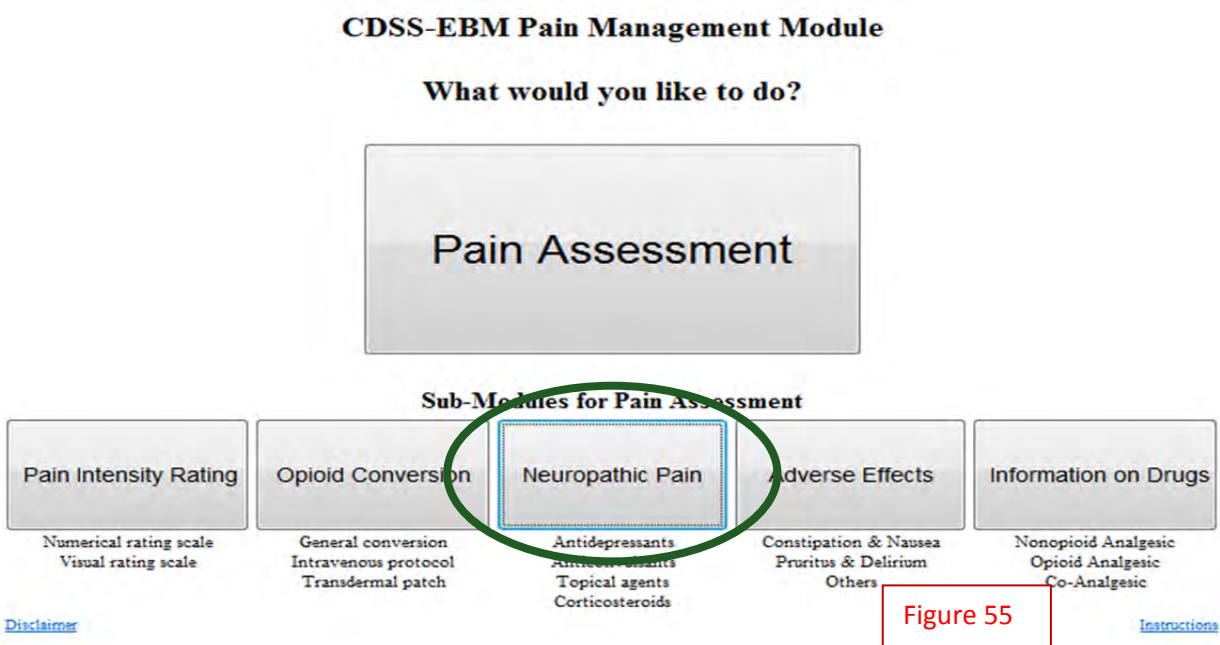 CDSS-EBM Pain Management Module
What would you like to do?
Pain Assessment
Sub-Modules for Pain Assessment
Pain Intensity Rating
Numerical rating scale
Visual rating scale
Opioid Conversion
General conversion
Intravenous protocol
Transdermal patch
Neuropathic Pain
Antidepressants
Anticonvulsants
Topical agents
Corticosteroids
Adverse Effects
Constipation & Nausea
Pruritus & Delirium
Others
Information on Drugs
Nonopioid Analgesic
Opioid Analgesic
Co-Analgesic
Disclaimer
Figure 55
Instructions